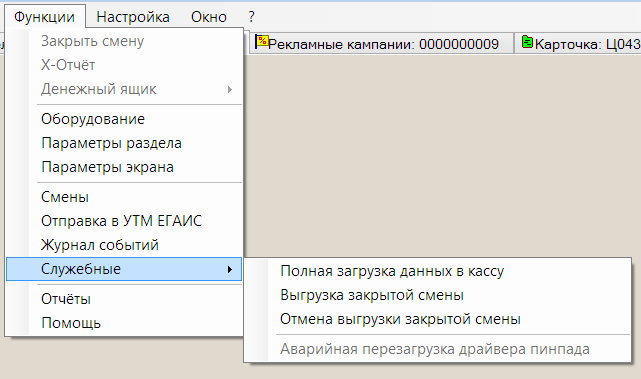 Функции Настройка Окно ?
Рекламные кампании: 0000000009 Карточка: Ц043
Закрыть смену
X-Отчёт
Денежный ящик
Оборудование
Параметры раздела
Параметры экрана
Смены
Отправка в УТМ ЕГАИС
Журнал событий
Служебные
Отчёты
Помощь
Полная загрузка данных в кассу
Выгрузка закрытой смены
Отмена выгрузки закрытой смены
Аварийная перезагрузка драйвера пинпада